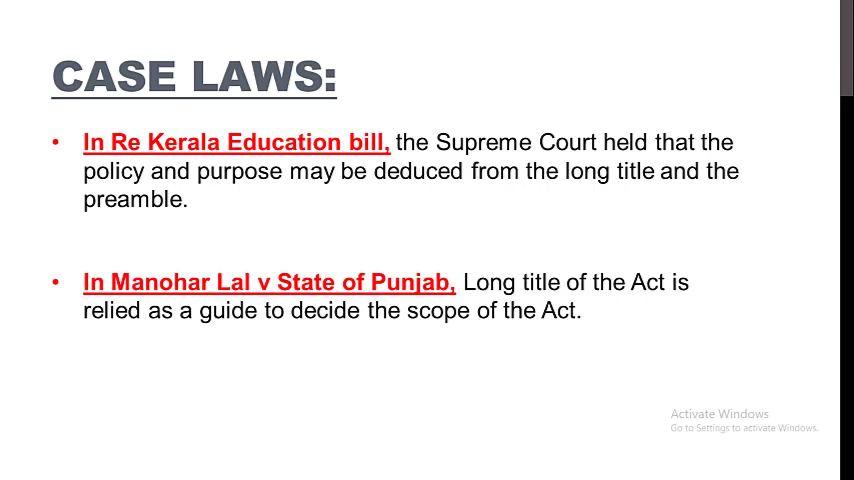 CASE LAWS:
• In Re Kerala Education bill, the Supreme Court held that the
policy and purpose may be deduced from the long title and the
preamble.
• In Manohar Lal v State of Punjab, Long title of the Act is
relied as a guide to decide the scope of the Act.
Activate Windows
Go to Settings to activate Windows.